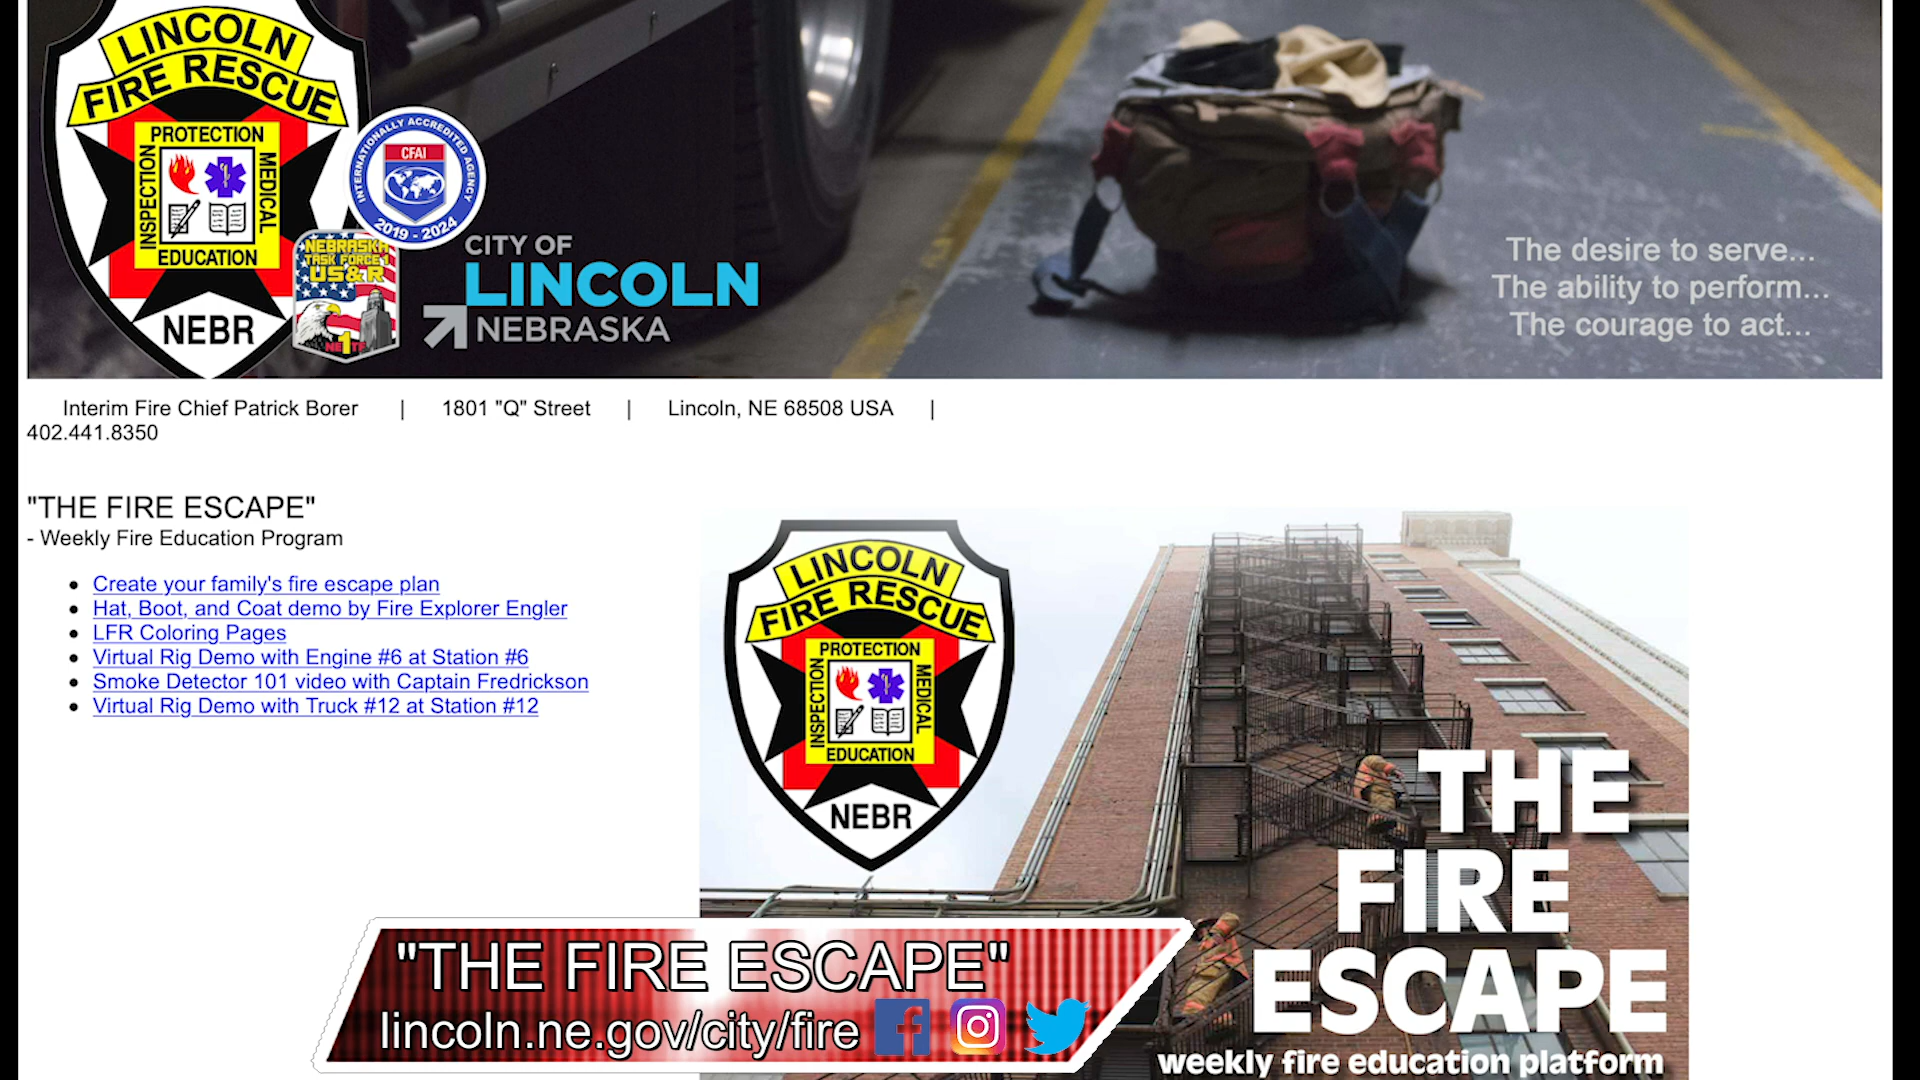 LINCOLN
FIRE RESCUE
PROTECTION
INSPECTION
MEDICAL
EDUCATION
NEBR
INTERNATIONALLY ACCREDITED AGENCY
CFAI
2019 - 2024
NEBRASKA
TASK FORCE 1
US&R
NE 1 TF
CITY OF
LINCOLN
NEBRASKA
The desire to serve...
The ability to perform...
The courage to act...
Interim Fire Chief Patrick Borer | 1801 "Q" Street | Lincoln, NE 68508 USA |
402.441.8350
"THE FIRE ESCAPE"
- Weekly Fire Education Program
Create your family's fire escape plan
Hat, Boot, and Coat demo by Fire Explorer Engler
LFR Coloring Pages
Virtual Rig Demo with Engine #6 at Station #6
Smoke Detector 101 video with Captain Fredrickson
Virtual Rig Demo with Truck #12 at Station #12
LINCOLN
FIRE RESCUE
PROTECTION
INSPECTION
MEDICAL
EDUCATION
NEBR
THE
FIRE
ESCAPE
weekly fire education platform
"THE FIRE ESCAPE"
lincoln.ne.gov/city/fire